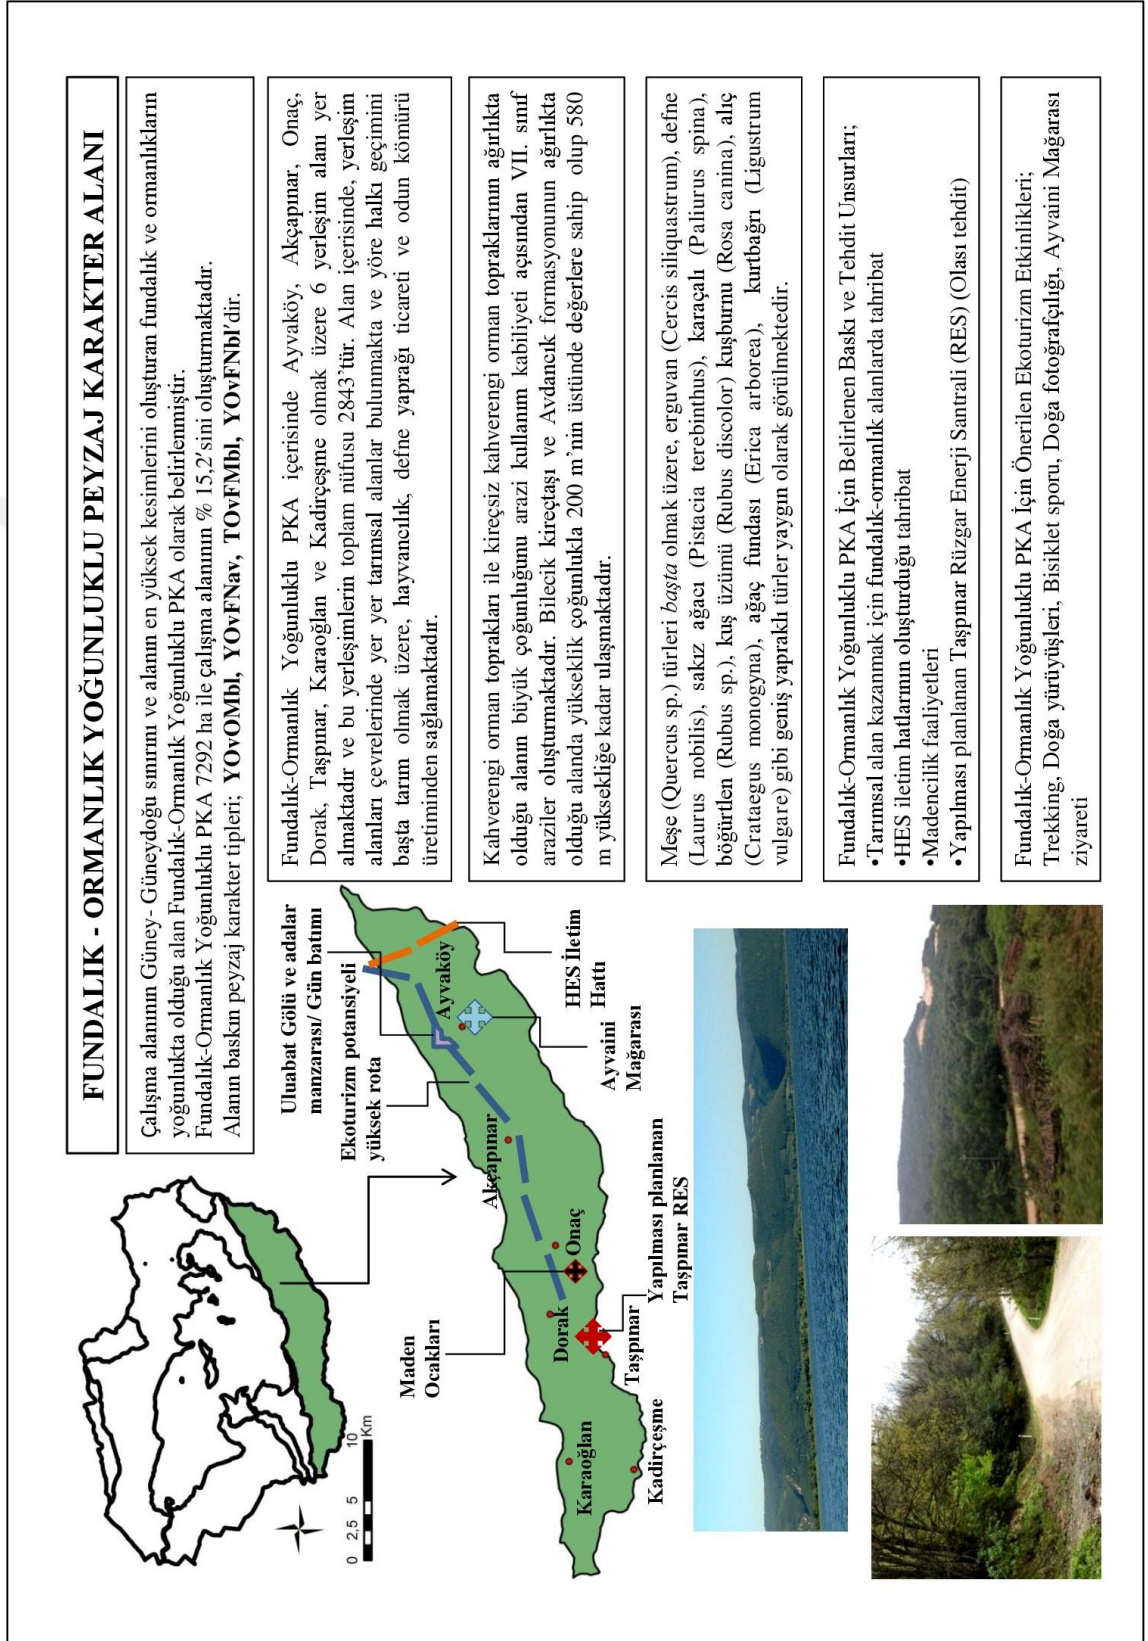 FUNDALIK - ORMANLIK YOĞUNLUKLU PEYZAJ KARAKTER ALANI
Çalışma alanının Güney- Güneydoğu sınırını ve alanın en yüksek kesimlerini oluşturan fundalık ve ormanlıkların
yoğunlukta olduğu alan Fundalık-Ormanlık Yoğunluklu PKA olarak belirlenmiştir.
Fundalık-Ormanlık Yoğunluklu PKA 7292 ha ile çalışma alanının % 15,2'sini oluşturmaktadır.
Alanın baskın peyzaj karakter tipleri; YOvOMbl, YOvFNav, TOvFMbl, YOvFNbl'dir.
0 2,5 5 10
Km
Uluabat Gölü ve adalar
manzarası/ Gün batımı
Ekoturizm potansiyeli
yüksek rota
Maden
Ocakları
Karaoğlan
Kadirçeşme
Dorak
Taşpınar
Onaç
Akçapınar
Ayvaköy
Yapılması planlanan
Taşpınar RES
Ayvaini
Mağarası
HES İletim
Hattı
Fundalık-Ormanlık Yoğunluklu PKA içerisinde Ayvaköy, Akçapınar, Onaç,
Dorak, Taşpınar, Karaoğlan ve Kadirçeşme olmak üzere 6 yerleşim alanı yer
almaktadır ve bu yerleşimlerin toplam nüfusu 2843'tür. Alan içerisinde, yerleşim
alanları çevrelerinde yer yer tarımsal alanlar bulunmakta ve yöre halkı geçimini
başta tarım olmak üzere, hayvancılık, defne yaprağı ticareti ve odun kömürü
üretiminden sağlamaktadır.
Kahverengi orman toprakları ile kireçsiz kahverengi orman topraklarının ağırlıkta
olduğu alanın büyük çoğunluğunu arazi kullanım kabiliyeti açısından VII. sınıf
araziler oluşturmaktadır. Bilecik kireçtaşı ve Avdancık formasyonunun ağırlıkta
olduğu alanda yükseklik çoğunlukla 200 m'nin üstünde değerlere sahip olup 580
m yüksekliğe kadar ulaşmaktadır.
Meşe (Quercus sp.) türleri başta olmak üzere, erguvan (Cercis siliquastrum), defne
(Laurus nobilis), sakız ağacı (Pistacia terebinthus), karaçalı (Paliurus spina),
böğürtlen (Rubus sp.), kuş üzümü (Rubus discolor) kuşburnu (Rosa canina), alıç
(Crataegus monogyna), ağaç fundası (Erica arborea), kurtbağrı (Ligustrum
vulgare) gibi geniş yapraklı türler yaygın olarak görülmektedir.
Fundalık-Ormanlık Yoğunluklu PKA İçin Belirlenen Baskı ve Tehdit Unsurları;
•Tarımsal alan kazanmak için fundalık-ormanlık alanlarda tahribat
•HES iletim hatlarının oluşturduğu tahribat
•Madencilik faaliyetleri
•Yapılması planlanan Taşpınar Rüzgar Enerji Santrali (RES) (Olası tehdit)
Fundalık-Ormanlık Yoğunluklu PKA İçin Önerilen Ekoturizm Etkinlikleri;
Trekking, Doğa yürüyüşleri, Bisiklet sporu, Doğa fotoğrafçılığı, Ayvaini Mağarası
ziyareti